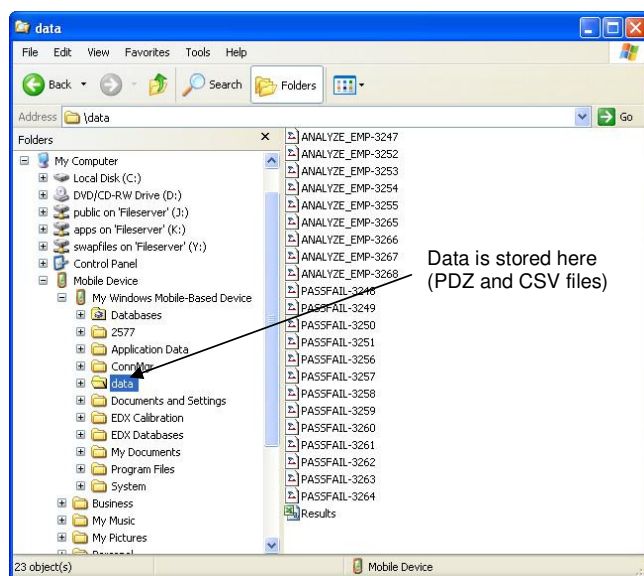 data
File Edit View Favorites Tools Help
Back Search Folders
Address \data Go
Folders x
My Computer
Local Disk (C:)
DVD/CD-RW Drive (D:)
public on 'Fileserver' (J:)
apps on 'Fileserver' (K:)
swapfiles on 'Fileserver' (Y:)
Control Panel
Mobile Device
My Windows Mobile-Based Device
Databases
2577
Application Data
ConnMgr
data
Documents and Settings
EDX Calibration
EDX Databases
My Documents
Program Files
System
Business
My Music
My Pictures
Personal
ANALYZE_EMP-3247
ANALYZE_EMP-3252
ANALYZE_EMP-3253
ANALYZE_EMP-3254
ANALYZE_EMP-3255
ANALYZE_EMP-3265
ANALYZE_EMP-3266
ANALYZE_EMP-3267
ANALYZE_EMP-3268
PASSFAIL-3248
PASSFAIL-3249
PASSFAIL-3250
PASSFAIL-3251
PASSFAIL-3256
PASSFAIL-3257
PASSFAIL-3258
PASSFAIL-3259
PASSFAIL-3260
PASSFAIL-3261
PASSFAIL-3262
PASSFAIL-3263
PASSFAIL-3264
Results
Data is stored here
(PDZ and CSV files)
23 object(s) Mobile Device